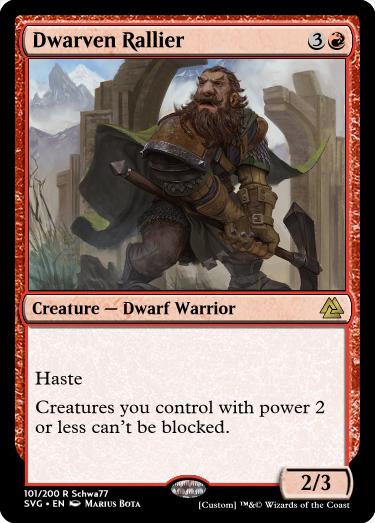 Dwarven Rallier 3
Creature — Dwarf Warrior
Haste
Creatures you control with power 2
or less can't be blocked.
2/3
101/200 R Schwa77
SVG • EN Marius Bota
[Custom] ™&© Wizards of the Coast